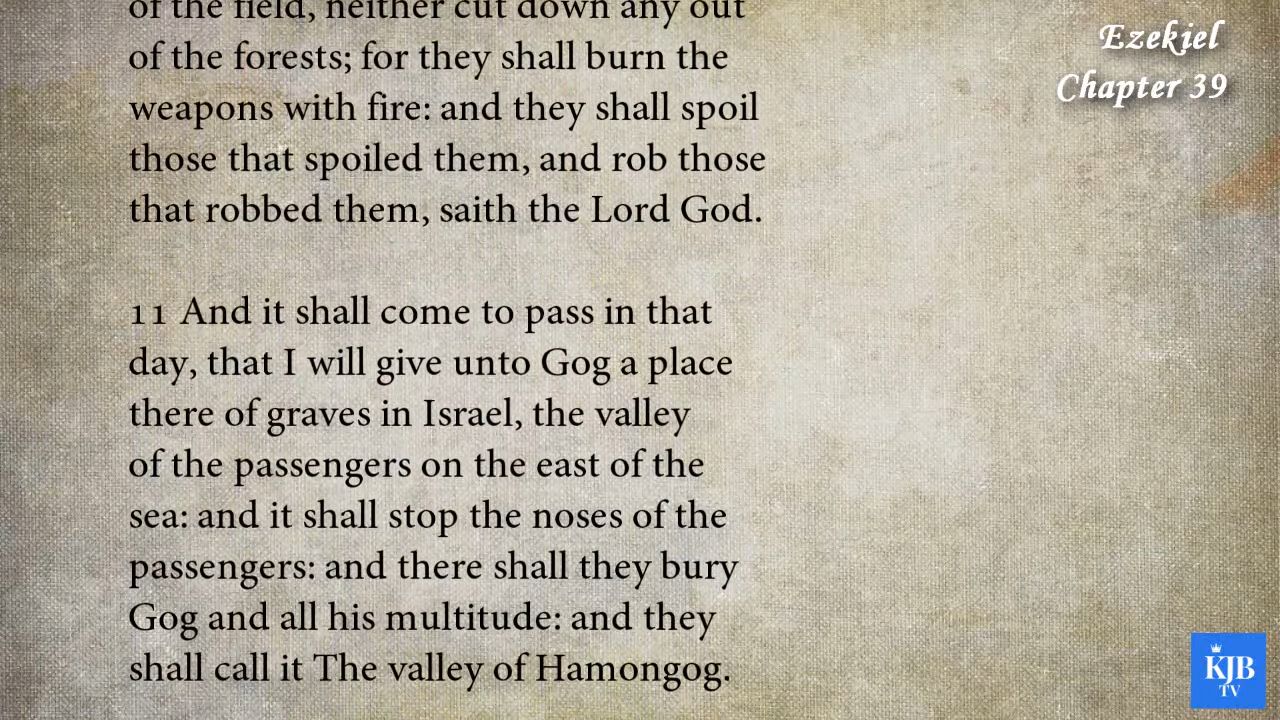 of the field, neither cut down any out
of the forests; for they shall burn the
weapons with fire: and they shall spoil
those that spoiled them, and rob those
that robbed them, saith the Lord God.
11 And it shall come to pass in that
day, that I will give unto Gog a place
there of graves in Israel, the valley
of the passengers on the east of the
sea: and it shall stop the noses of the
passengers: and there shall they bury
Gog and all his multitude: and they
shall call it The valley of Hamongog.
Ezekiel
Chapter 39
KJB
TV